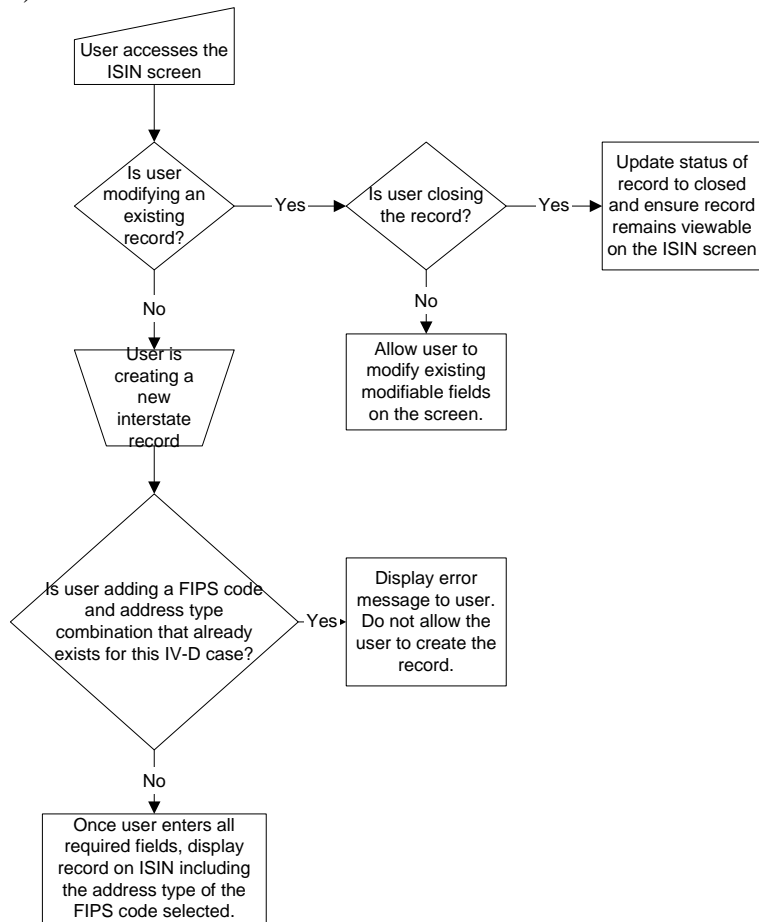 User accesses the
ISIN screen
Is user
modifying an
existing
record?
Yes
Is user closing
the record?
Yes
Update status of
record to closed
and ensure record
remains viewable
on the ISIN screen
No
No
Allow user to
modify existing
modifiable fields
on the screen.
User is
creating a
new
interstate
record
Is user adding a FIPS code
and address type
combination that already
exists for this IV-D case?
Yes
Display error
message to user.
Do not allow the
user to create the
record.
No
Once user enters all
required fields, display
record on ISIN including
the address type of the
FIPS code selected.